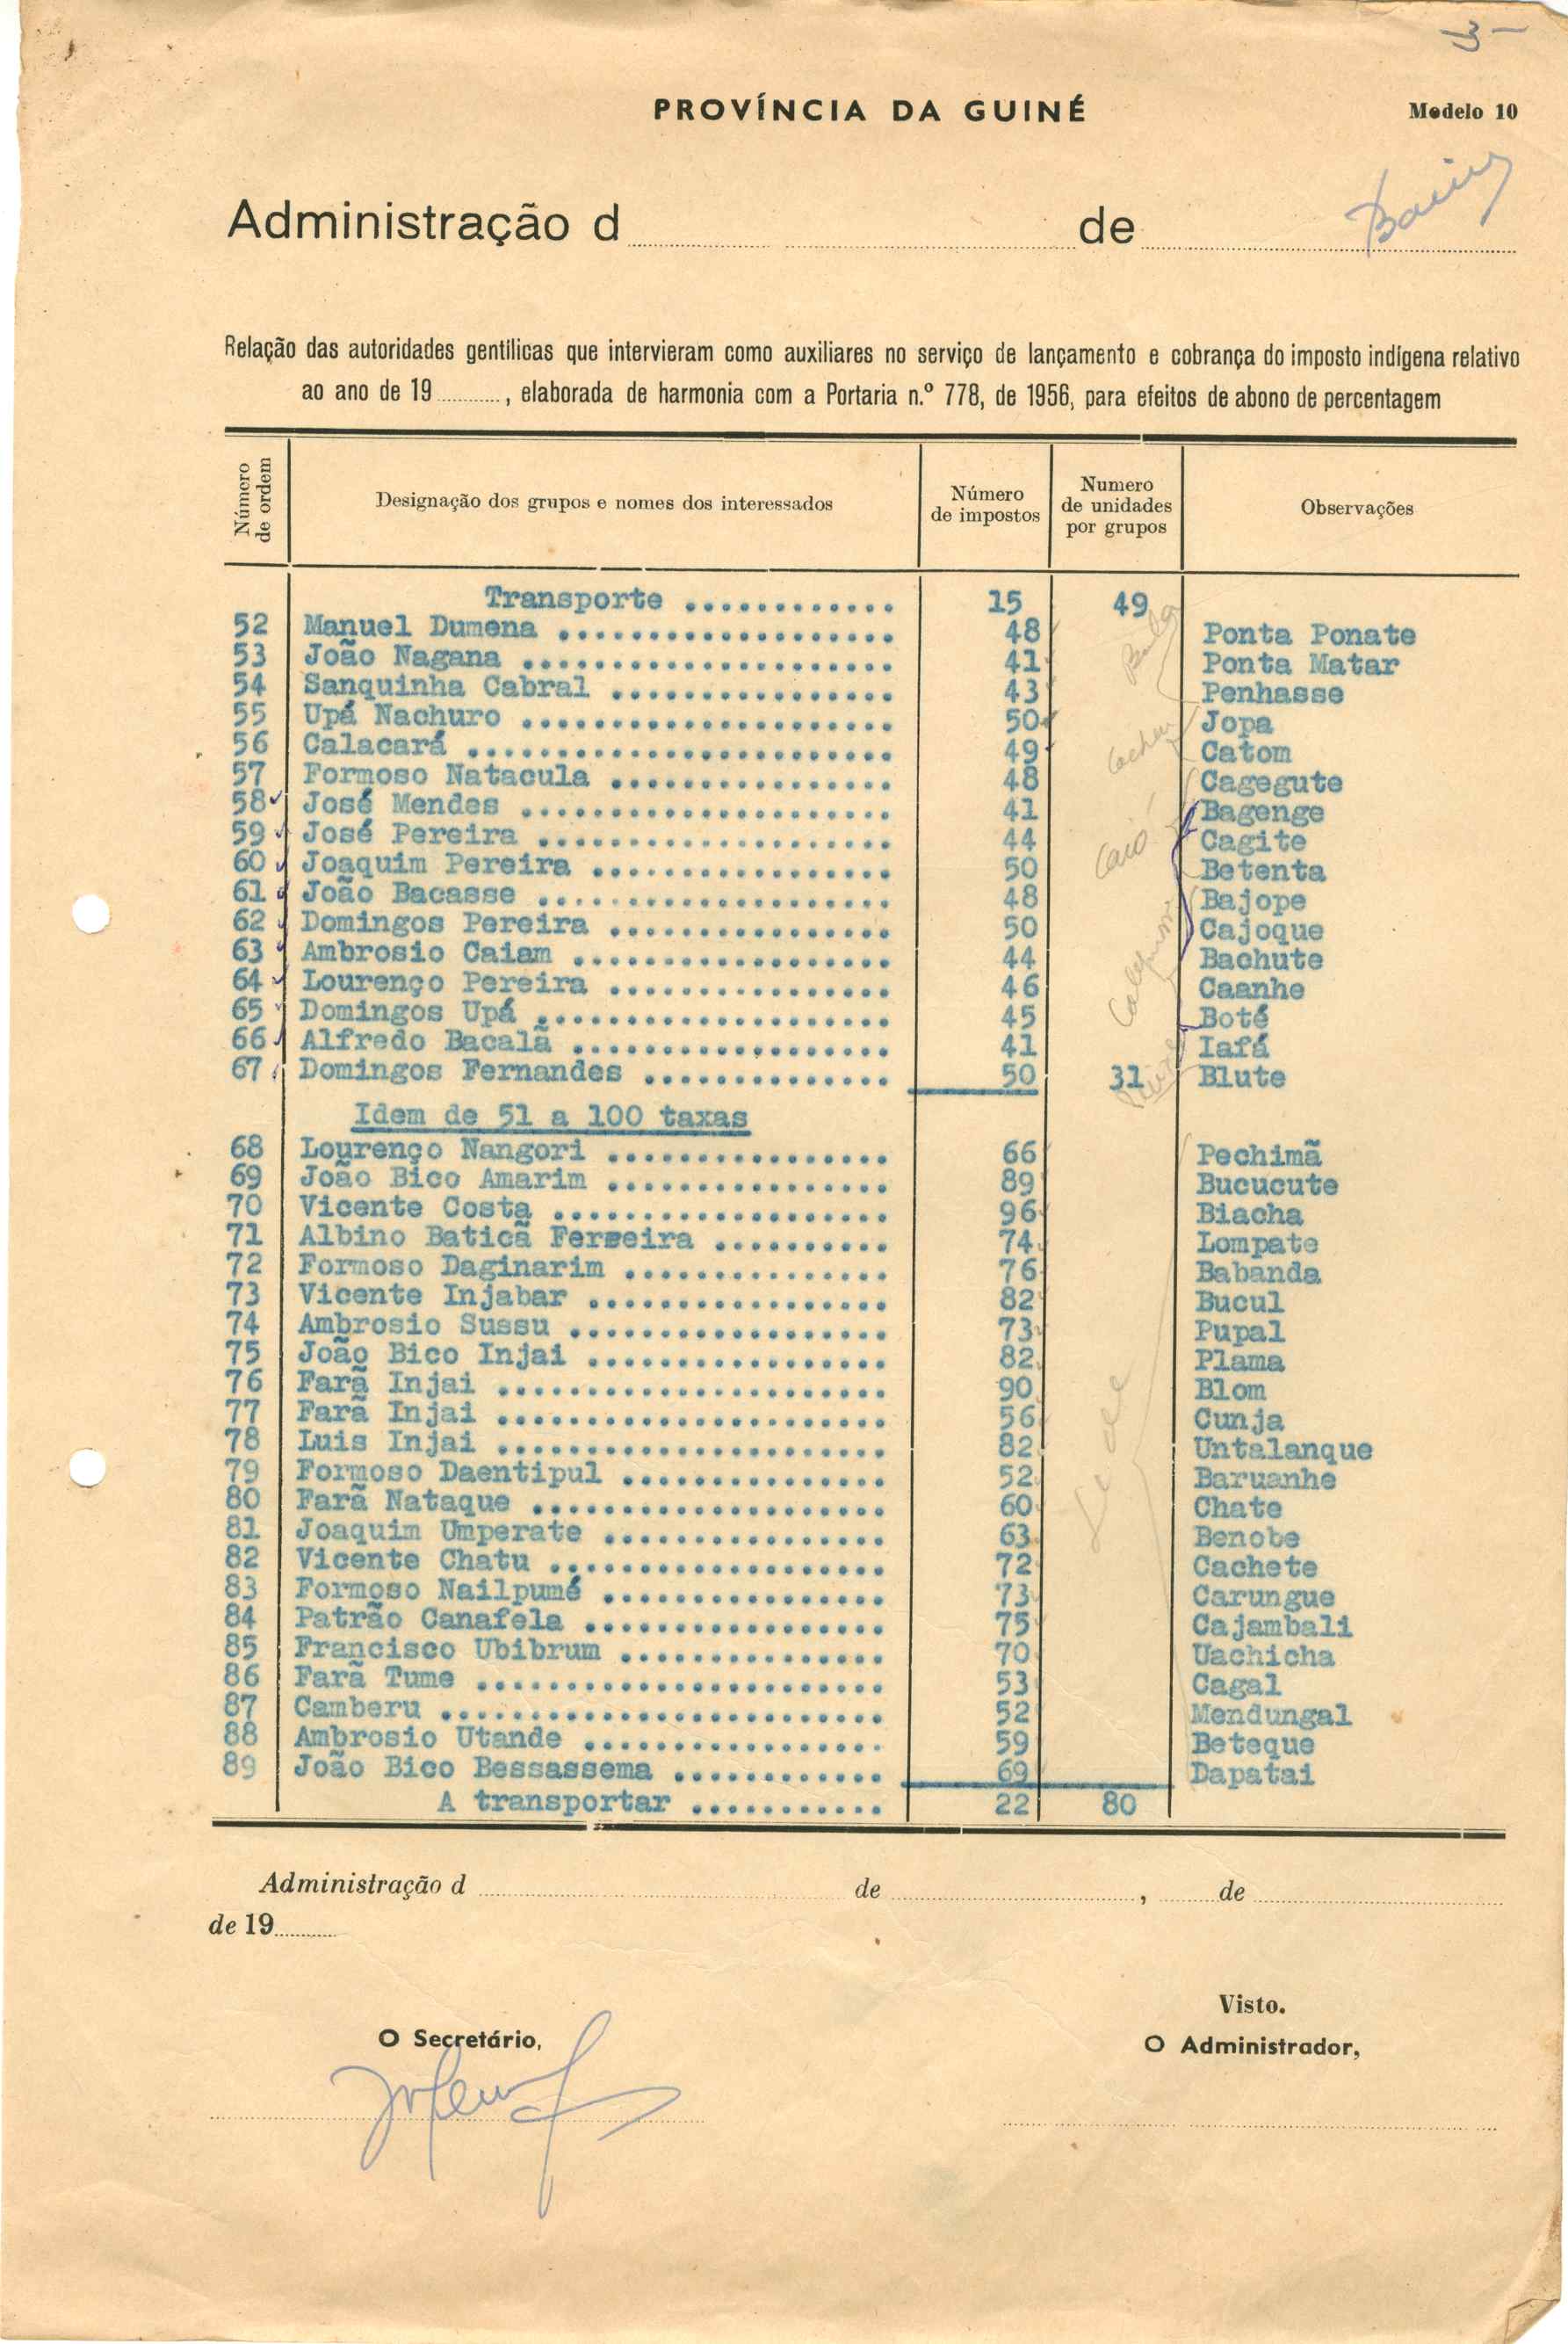 3-
PROVÍNCIA DA GUINÉ
Modelo 10
Administração d de
Relação das autoridades gentílicas que intervieram como auxiliares no serviço de lançamento e cobrança do imposto indígena relativo
ao ano de 19........., elaborada de harmonia com a Portaria n.º 778, de 1956, para efeitos de abono de percentagem
Número de ordem Designação dos grupos e nomes dos interessados Número de impostos Numero de unidades por grupos Observações
Transporte ............ 15 49
52 Manuel Dumena ................... 48 Ponta Ponate
53 João Nagana ..................... 41 Ponta Matar
54 Sanquinha Cabral ................ 43 Penhasse
55 Upá Nachuro ..................... 50 Jopa
56 Calacará ........................ 49 Catom
57 Formoso Natacula ................ 48 Cagegute
58 José Mendes ..................... 41 Bagenge
59 José Pereira .................... 44 Cagite
60 Joaquim Pereira ................. 50 Betenta
61 João Bacasse .................... 48 Bajope
62 Domingos Pereira ................ 50 Cajoque
63 Ambrosio Caiam .................. 44 Bachute
64 Lourenço Pereira ................ 46 Caanhe
65 Domingos Upá .................... 45 Boté
66 Alfredo Bacalã .................. 41 Iafá
67 Domingos Fernandes .............. 50 31 Blute
Idem de 51 a 100 taxas
68 Lourenço Nangori ................ 66 Pechimã
69 João Bico Amarim ................ 89 Bucucute
70 Vicente Costa ................... 96 Biacha
71 Albino Baticã Ferreira .......... 74 Lompate
72 Formoso Daginarim ............... 76 Babanda
73 Vicente Injabar ................. 82 Bucul
74 Ambrosio Sussu .................. 73 Pupal
75 João Bico Injai ................. 82 Plama
76 Farã Injai ...................... 90 Blom
77 Farã Injai ...................... 56 Cunja
78 Luis Injai ...................... 82 Untalanque
79 Formoso Daentipul ............... 52 Baruanhe
80 Farã Nataque .................... 60 Chate
81 Joaquim Umperate ................ 63 Benobe
82 Vicente Chatu ................... 72 Cachete
83 Formoso Nailpumé ................ 73 Carungue
84 Patrão Canafela ................. 75 Cajambali
85 Francisco Ubibrum ............... 70 Uachicha
86 Farã Tume ....................... 53 Cagal
87 Camberu ......................... 52 Mendungal
88 Ambrosio Utande ................. 59 Beteque
89 João Bico Bessassema ............ 69 Dapatai
A transportar ........... 22 80
Caió
Sede
Administração d de , de
de 19
Visto.
O Secretário,
O Administrador,